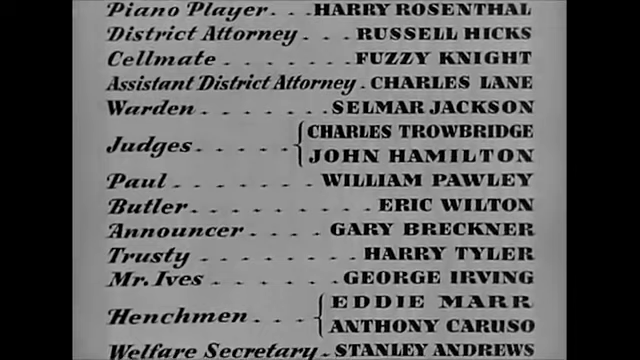 Piano Player. . . HARRY ROSENTHAL
District Attorney. . . RUSSELL HICKS
Cellmate. . . . . . . FUZZY KNIGHT
Assistant District Attorney. CHARLES LANE
Warden. . . . . . . SELMAR JACKSON
Judges. . . . . { CHARLES TROWBRIDGE
JOHN HAMILTON
Paul. . . . . . . WILLIAM PAWLEY
Butler. . . . . . . . . ERIC WILTON
Announcer. . . . . GARY BRECKNER
Trusty. . . . . . . . . HARRY TYLER
Mr. Ives. . . . . . . GEORGE IRVING
Henchmen. . . . { EDDIE MARR
ANTHONY CARUSO
Welfare Secretary. . STANLEY ANDREWS